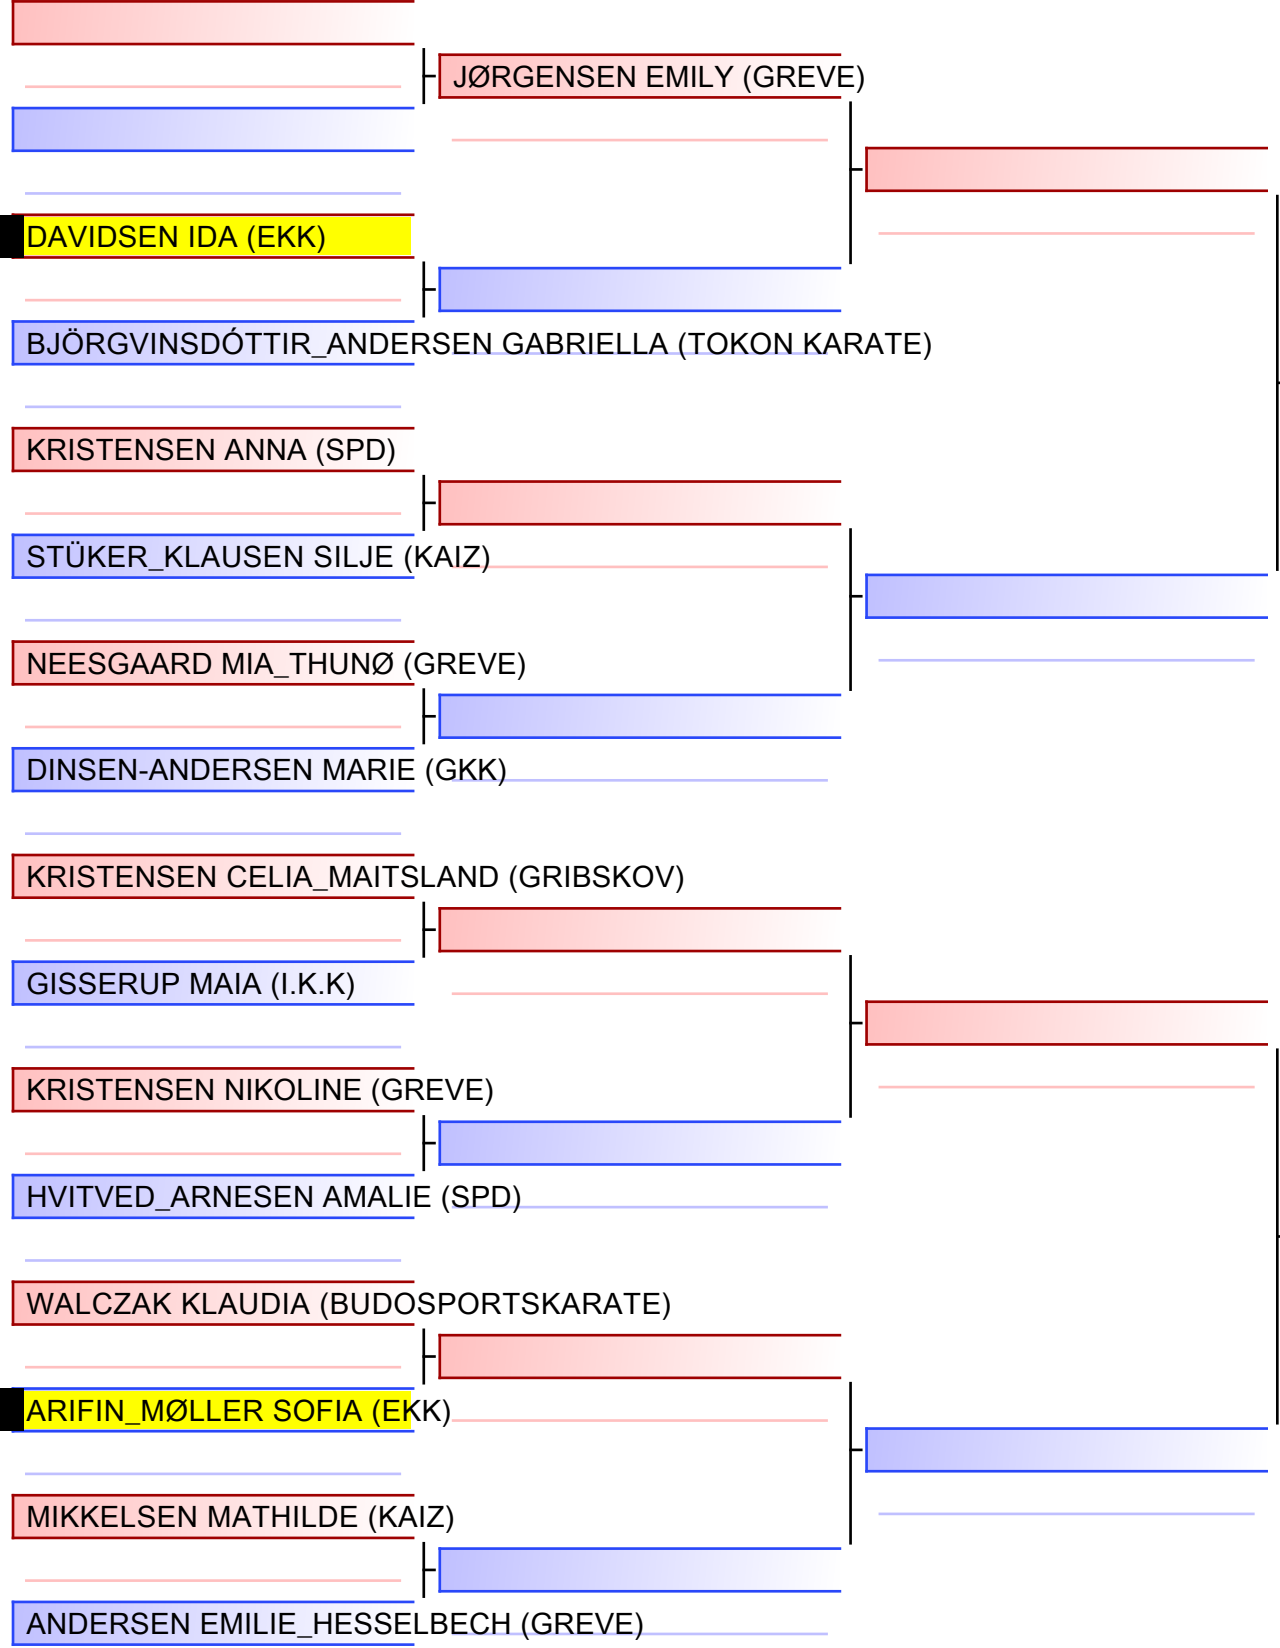 JØRGENSEN EMILY (GREVE)
DAVIDSEN IDA (EKK)
BJÖRGVINSDÓTTIR_ANDERSEN GABRIELLA (TOKON KARATE)
KRISTENSEN ANNA (SPD)
STÜKER_KLAUSEN SILJE (KAIZ)
NEESGAARD MIA_THUNØ (GREVE)
DINSEN-ANDERSEN MARIE (GKK)
KRISTENSEN CELIA_MAITSLAND (GRIBSKOV)
GISSERUP MAIA (I.K.K)
KRISTENSEN NIKOLINE (GREVE)
HVITVED_ARNESEN AMALIE (SPD)
WALCZAK KLAUDIA (BUDOSPORTSKARATE)
ARIFIN_MØLLER SOFIA (EKK)
MIKKELSEN MATHILDE (KAIZ)
ANDERSEN EMILIE_HESSELBECH (GREVE)